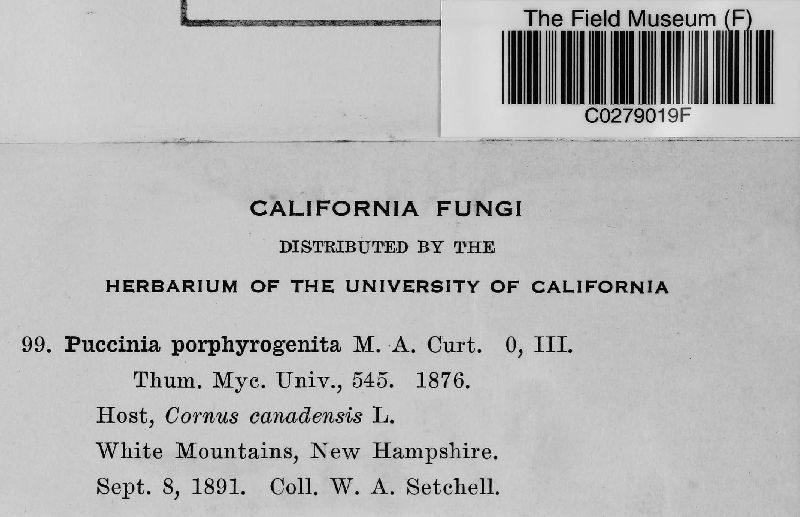 The Field Museum (F)
C0279019F
CALIFORNIA FUNGI
DISTRIBUTED BY THE
HERBARIUM OF THE UNIVERSITY OF CALIFORNIA
99. Puccinia porphyrogenita M. A. Curt. 0, III.
Thum. Myc. Univ., 545. 1876.
Host, Cornus canadensis L.
White Mountains, New Hampshire.
Sept. 8, 1891. Coll. W. A. Setchell.